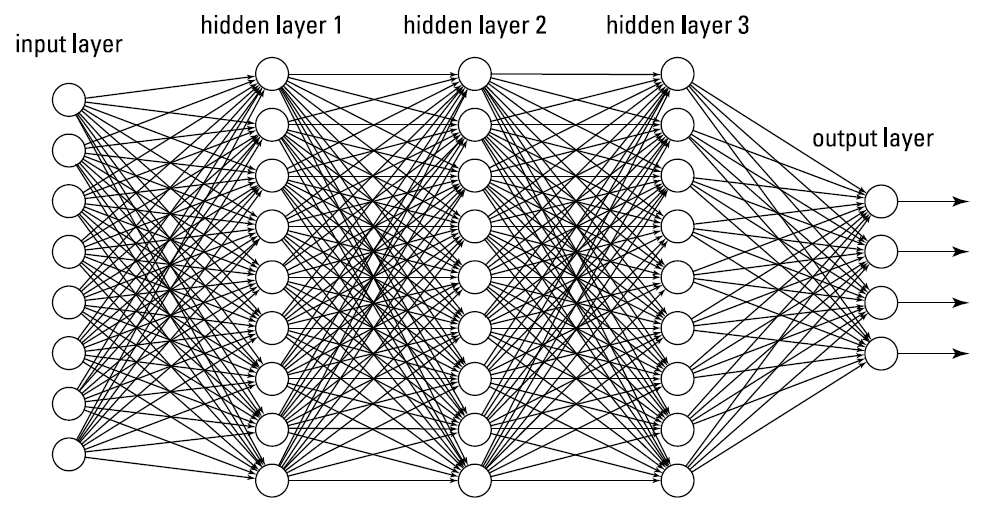 input layer
hidden layer 1
hidden layer 2
hidden layer 3
output layer